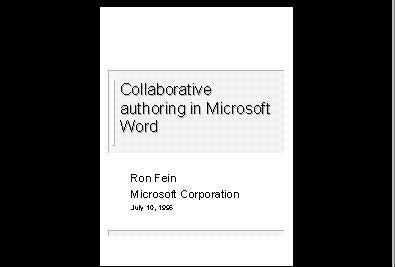 Collaborative
authoring in Microsoft
Word
Ron Fein
Microsoft Corporation
July 10, 1996